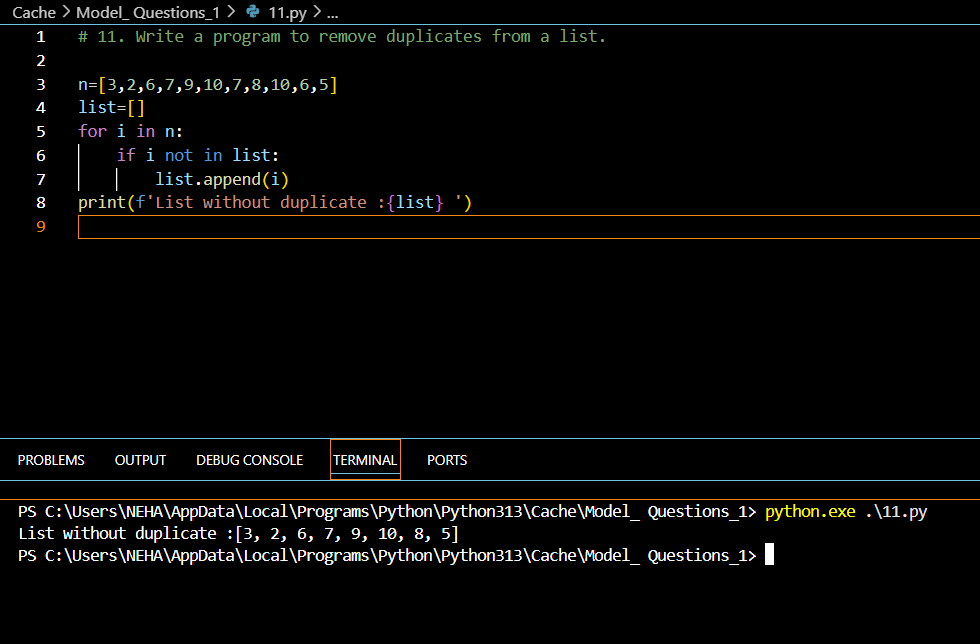 Cache > Model_ Questions_1 > 11.py > ...
1 # 11. Write a program to remove duplicates from a list.
2
3 n=[3,2,6,7,9,10,7,8,10,6,5]
4 list=[]
5 for i in n:
6     if i not in list:
7         list.append(i)
8 print(f'List without duplicate :{list} ')
9
PROBLEMS OUTPUT DEBUG CONSOLE TERMINAL PORTS
PS C:\Users\NEHA\AppData\Local\Programs\Python\Python313\Cache\Model_ Questions_1> python.exe .\11.py
List without duplicate :[3, 2, 6, 7, 9, 10, 8, 5]
PS C:\Users\NEHA\AppData\Local\Programs\Python\Python313\Cache\Model_ Questions_1>